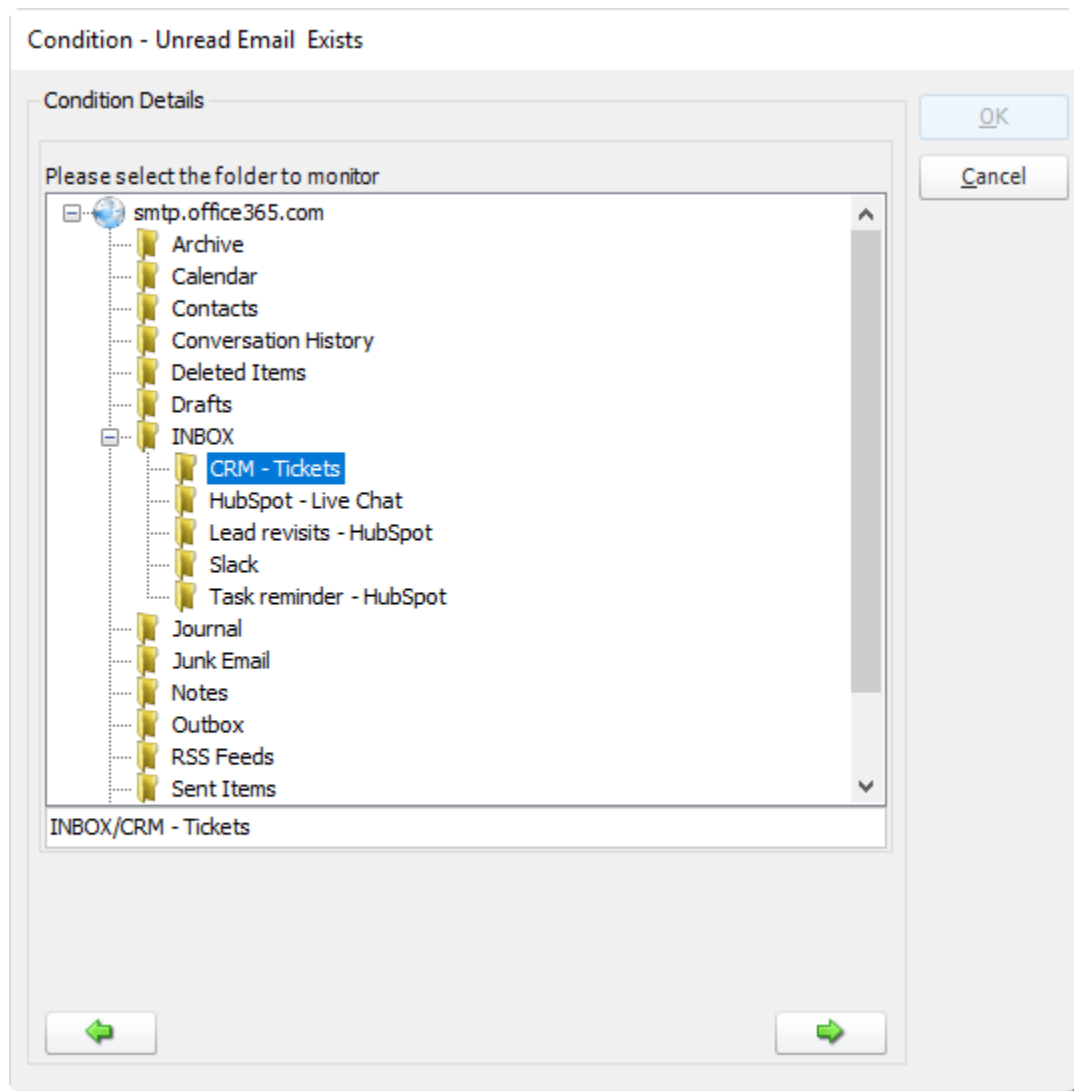 Condition - Unread Email  Exists
Condition Details
OK
Please select the folder to monitor
Cancel
smtp.office365.com
Archive
Calendar
Contacts
Conversation History
Deleted Items
Drafts
INBOX
CRM - Tickets
HubSpot - Live Chat
Lead revisits - HubSpot
Slack
Task reminder - HubSpot
Journal
Junk Email
Notes
Outbox
RSS Feeds
Sent Items
INBOX/CRM - Tickets